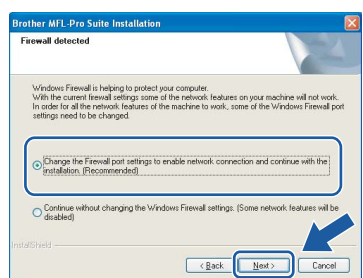 Brother MFL-Pro Suite Installation
Firewall detected
Windows Firewall is helping to protect your computer.
With the current firewall settings some of the network features on your machine will not work.
In order for all the network features of the machine to work, some of the Windows Firewall port
settings need to be changed.
Change the Firewall port settings to enable network connection and continue with the
installation. (Recommended)
Continue without changing the Windows Firewall settings. (Some network features will be
disabled)
InstallShield
< Back
Next >
Cancel